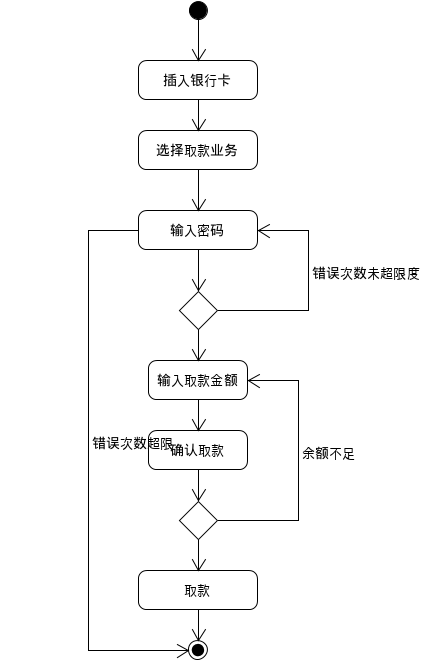 插入银行卡
选择取款业务
输入密码
错误次数未超限度
输入取款金额
错误次数超限
确认取款
余额不足
取款